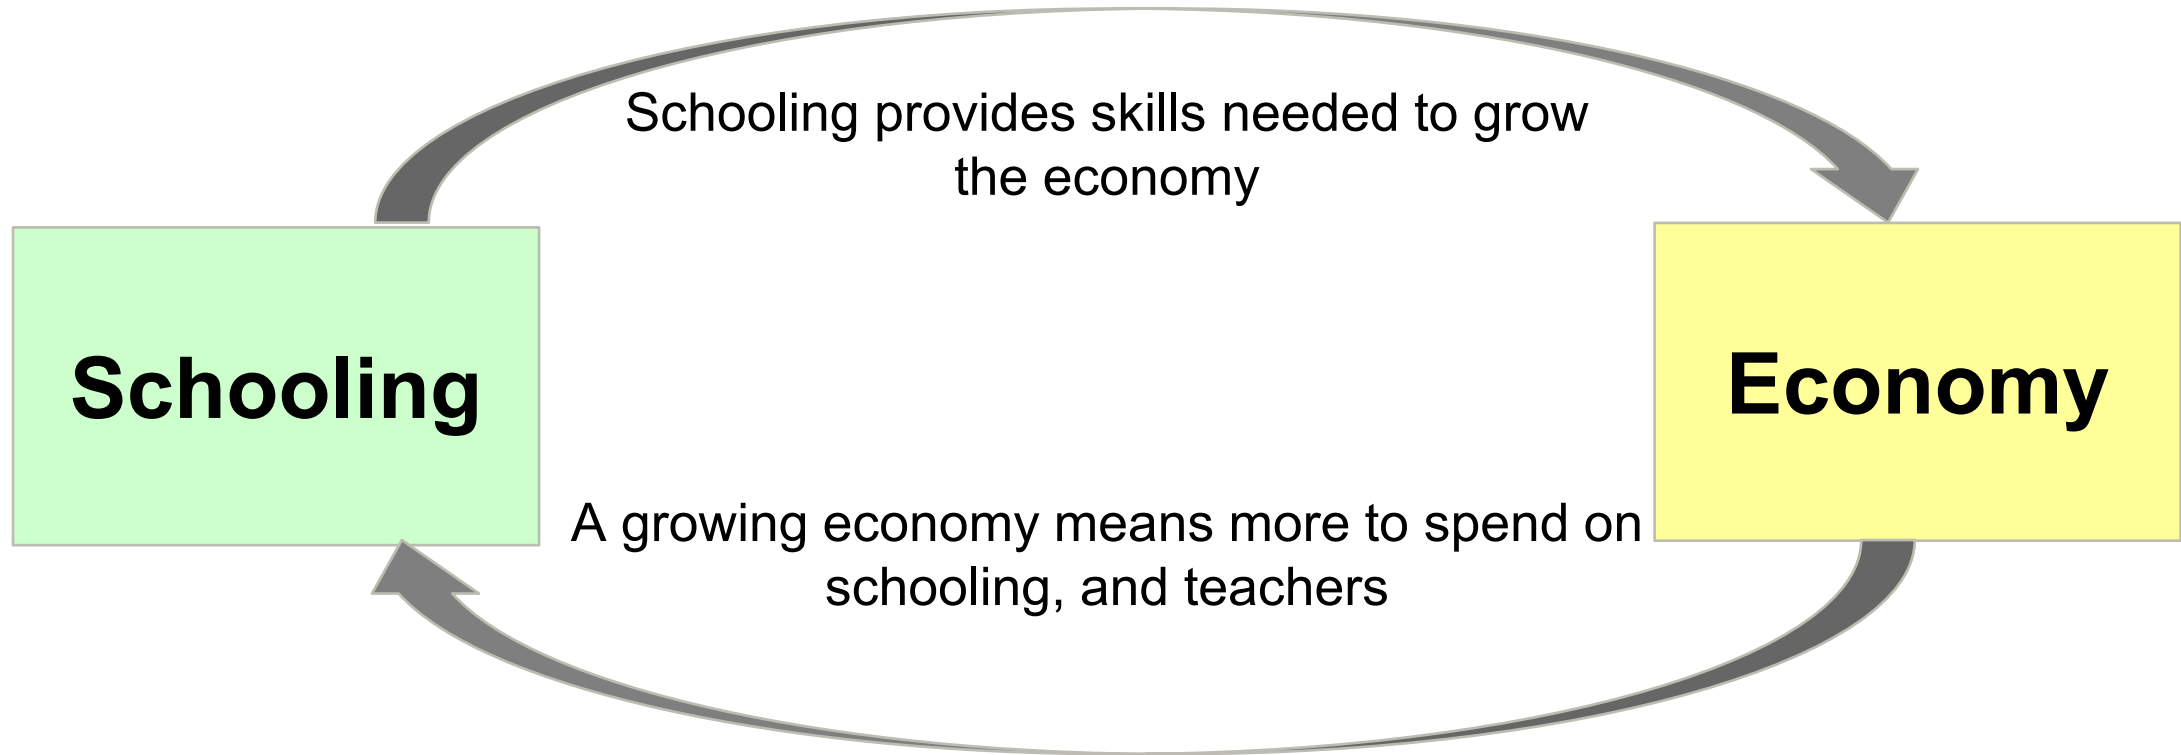 Schooling provides skills needed to grow
the economy
Schooling
Economy
A growing economy means more to spend on
schooling, and teachers